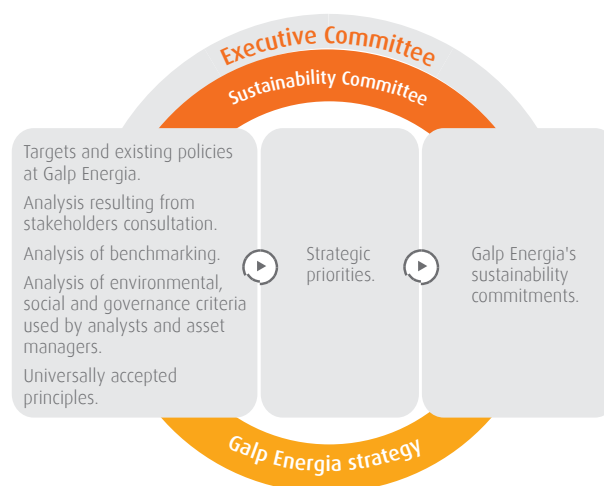 Executive Committee
Sustainability Committee
Targets and existing policies
at Galp Energia.
Analysis resulting from
stakeholders consultation.
Analysis of benchmarking.
Analysis of environmental,
social and governance criteria
used by analysts and asset
managers.
Universally accepted
principles.
Strategic
priorities.
Galp Energia's
sustainability
commitments.
Galp Energia strategy